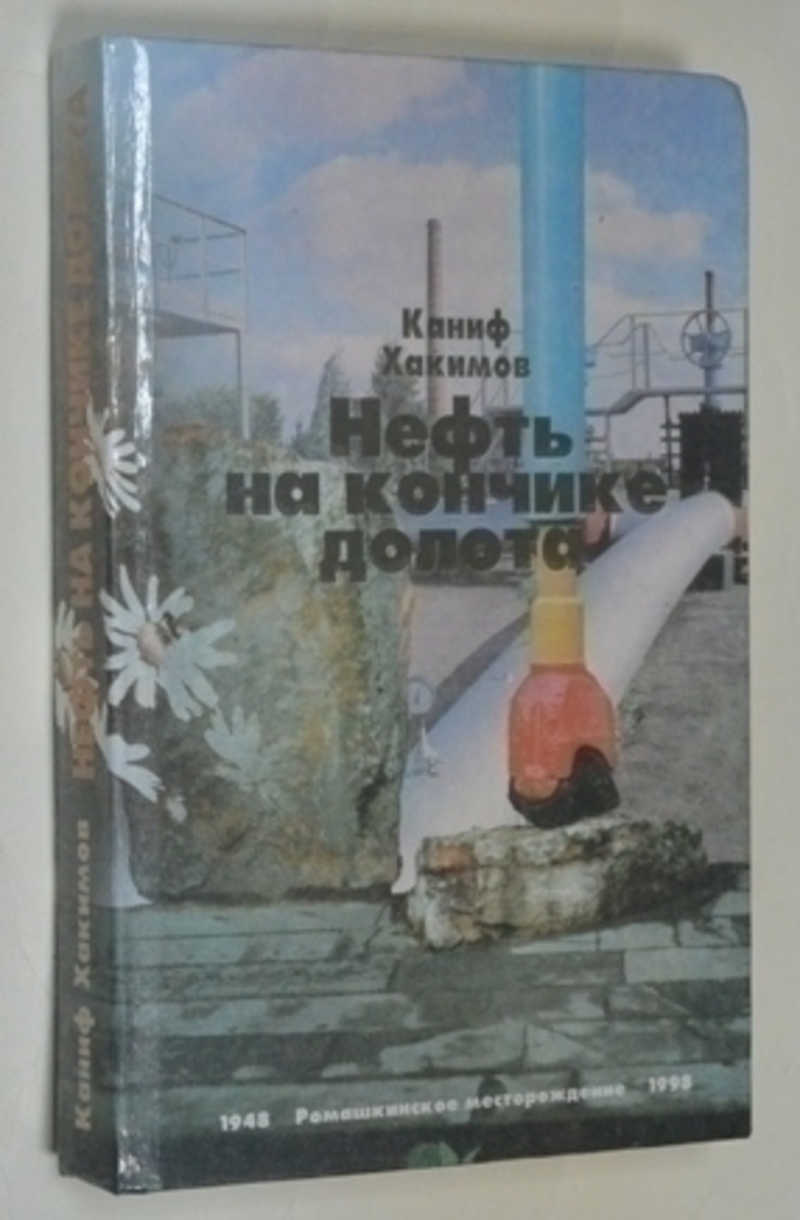 Каниф
Хакимов
Нефть
на кончике
долота
1948 Ромашкинское месторождение 1998
Каниф Хакимов НЕФТЬ НА КОНЧИКЕ ДОЛОТА